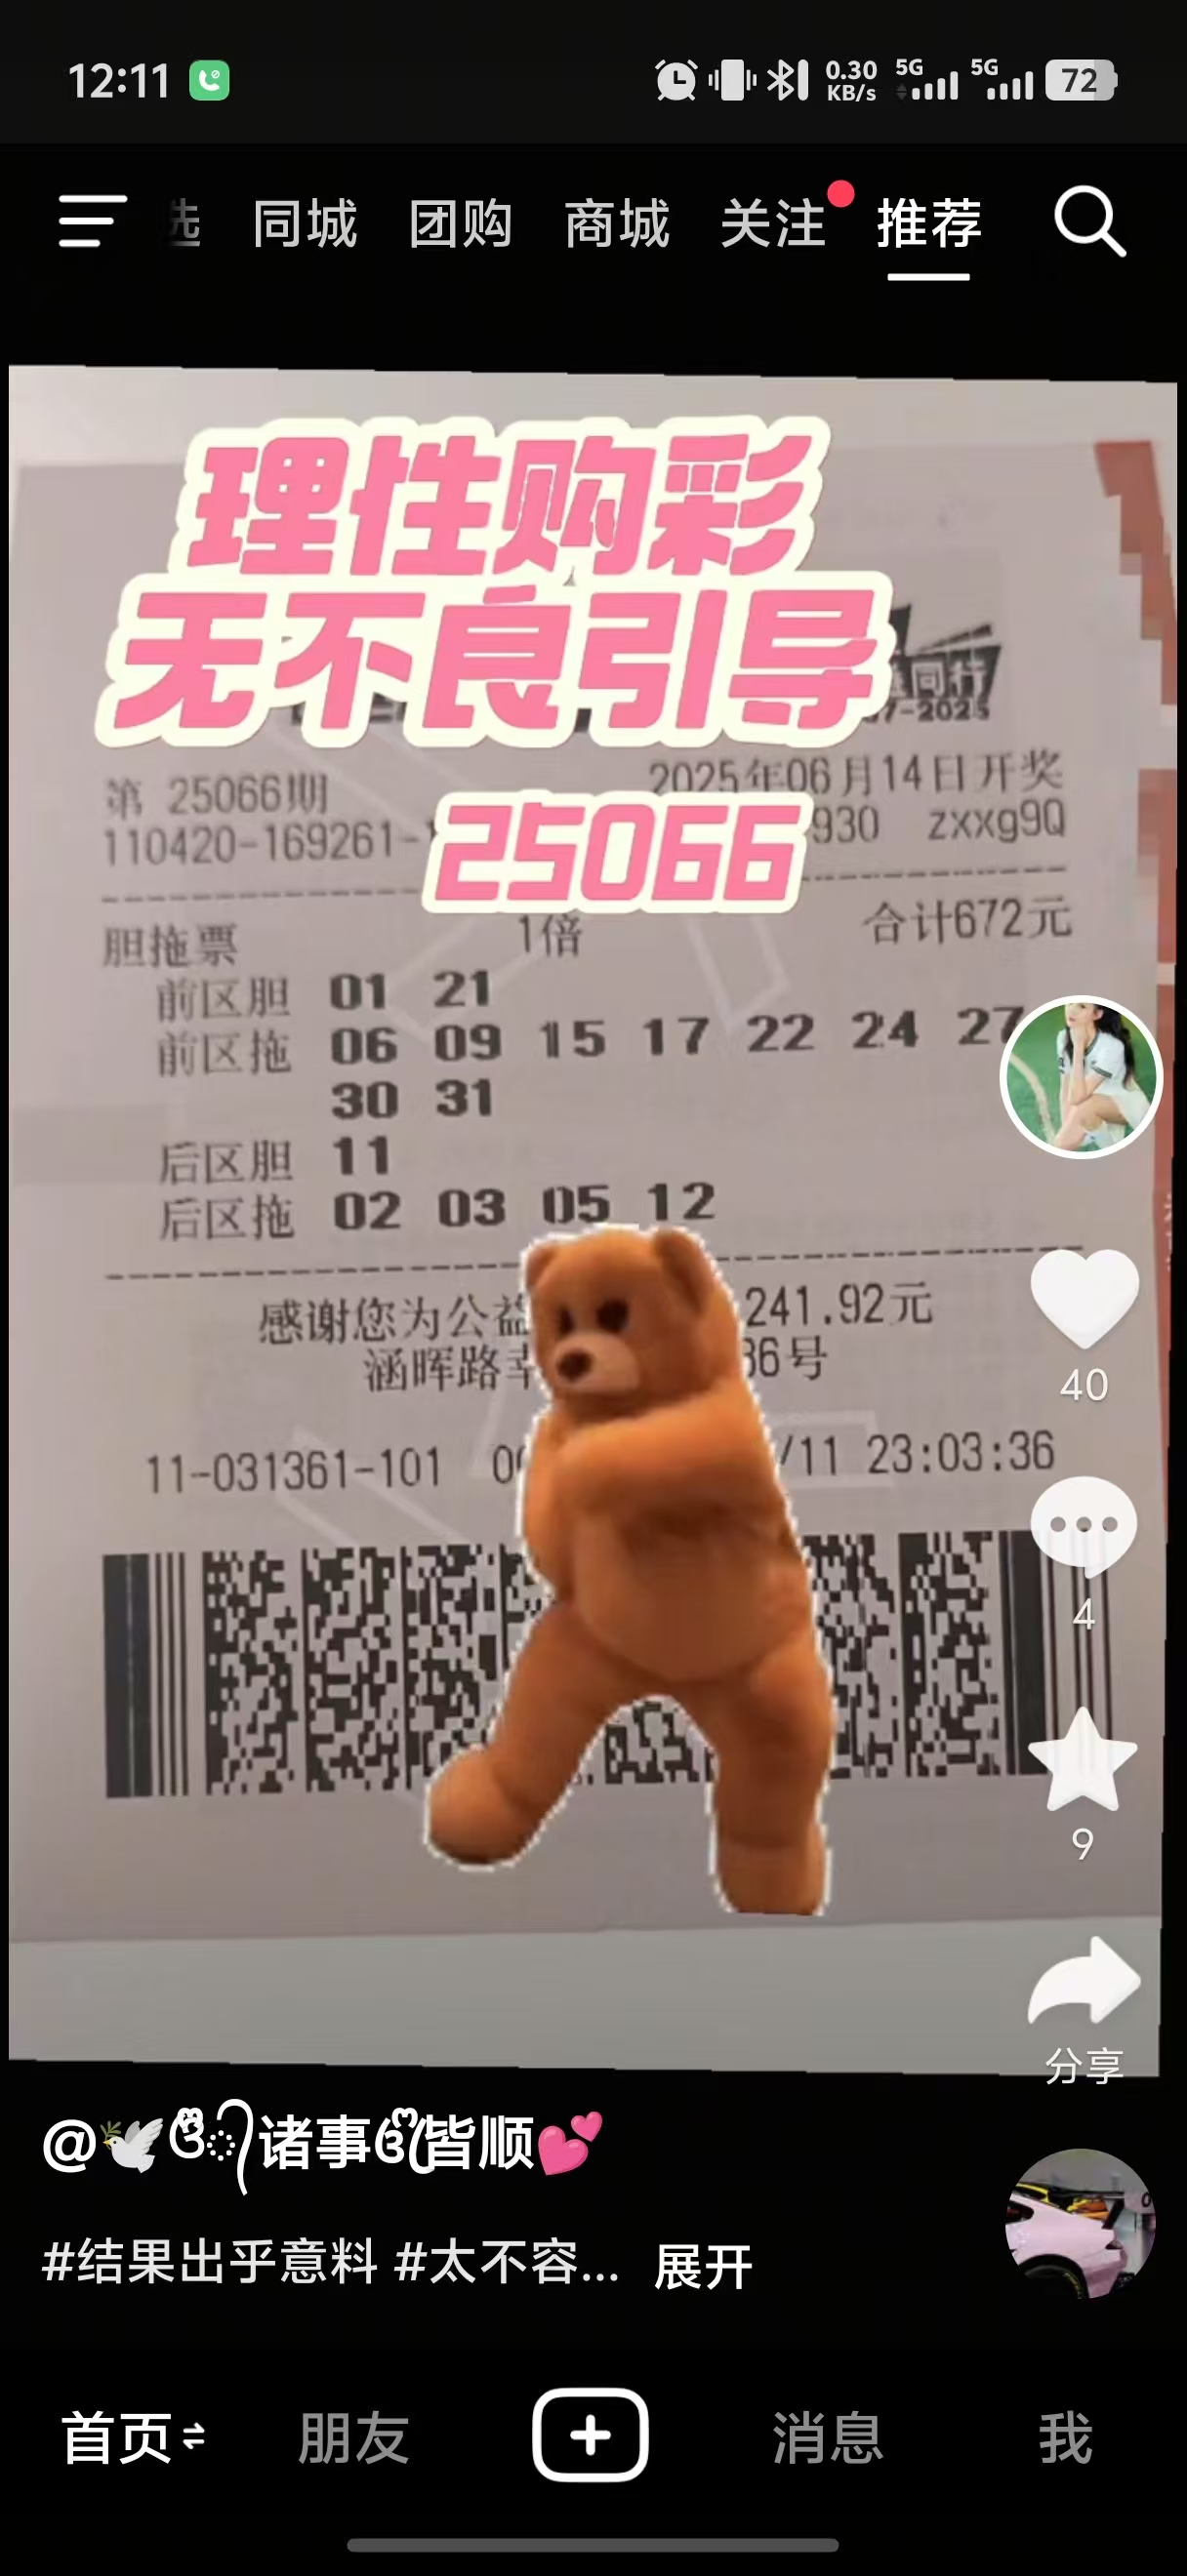 12:11
0.30
KB/s
5G
5G
72
选 同城 团购 商城 关注 推荐
理性购彩
无不良引导
同行
7-2025
第 25066期 2025年06月14日开奖
110420-169261- 930 zxxg9Q
25066
胆拖票 1倍 合计672元
前区胆 01 21
前区拖 06 09 15 17 22 24 27
30 31
后区胆 11
后区拖 02 03 05 12
感谢您为公益 241.92元
涵晖路 36号
11-031361-101 /11 23:03:36
40
4
9
分享
@🕊️ 诸事 皆顺💕
#结果出乎意料 #太不容... 展开
首页 朋友 消息 我